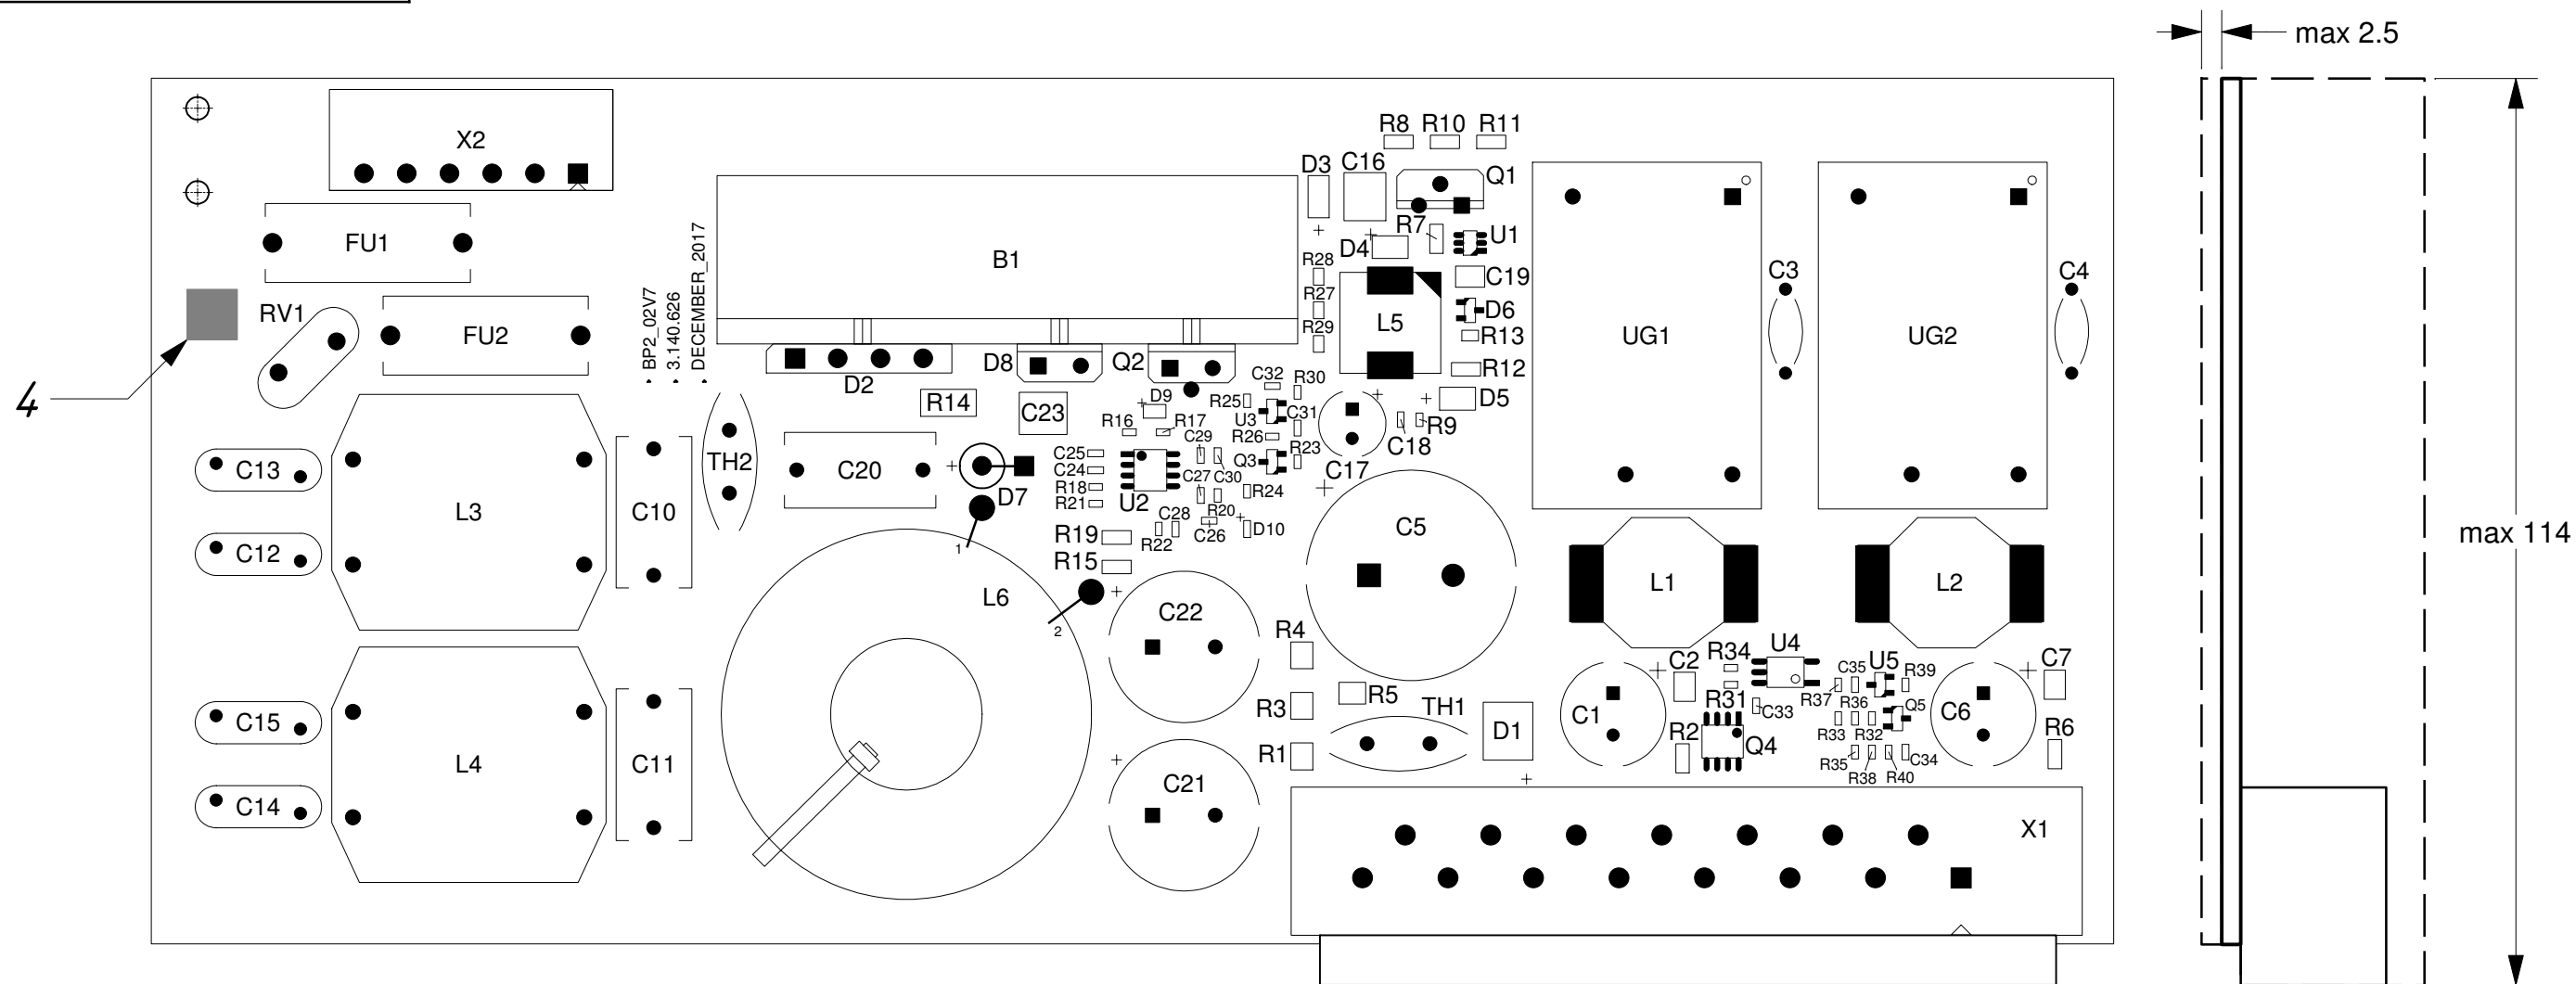 max 2.5
R8 R10 R11
X2
D3 C16
Q1
FU1
R7
U1
D4
B1
BP2_02V7
3.140.626
DECEMBER_2017
R28
C19
C3
C4
R27
RV1
L5
D6
R29
R13
FU2
UG1
UG2
D8
Q2
R12
D2
C32
R30
4
R14
C23
D9
R25
D5
U3
C31
R16
R17
R26
R9
C29
C18
R23
C25
Q3
TH2
C13
C20
C24
C17
C27
C30
R18
R24
D7
U2
R21
L3
C10
R20
C28
C5
D10
max 114
R19
C26
R22
1
C12
R15
L1
L2
L6
C22
2
R4
U4
R34
C2
U5
C7
C35
R39
R5
R37
R31
R36
TH1
R3
C33
Q5
C15
C1
C6
D1
R2
R33
R32
R6
Q4
R1
L4
C11
R35
C34
R38
R40
C21
C14
X1